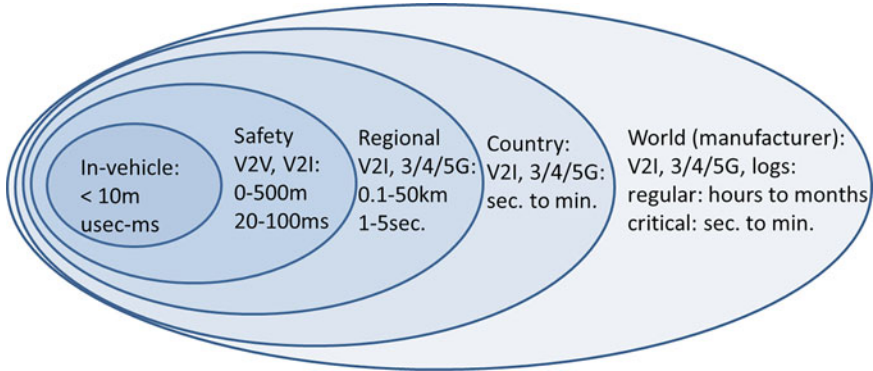 In-vehicle:
< 10m
usec-ms
Safety
V2V, V2I:
0-500m
20-100ms
Regional
V2I, 3/4/5G:
0.1-50km
1-5sec.
Country:
V2I, 3/4/5G:
sec. to min.
World (manufacturer):
V2I, 3/4/5G, logs:
regular: hours to months
critical: sec. to min.